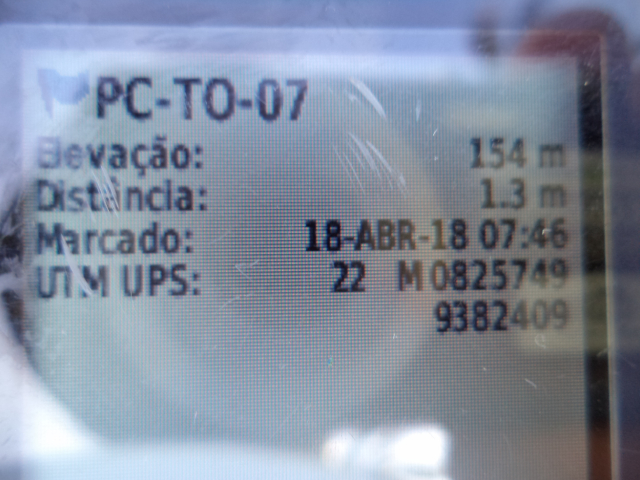 PC-TO-07
Elevação: 154 m
Distância: 1.3 m
Marcado: 18-ABR-18 07:46
UTM UPS: 22 M 0825749
9382409